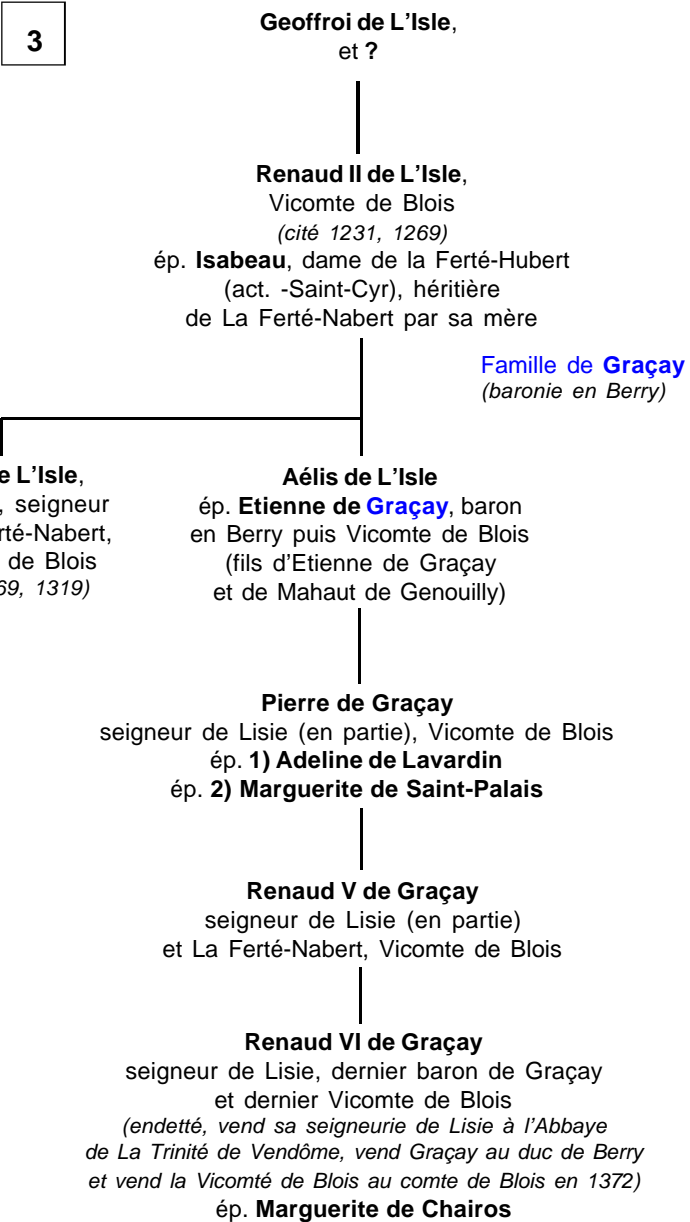 3
Geoffroi de L'Isle,
et ?
Renaud II de L'Isle,
Vicomte de Blois
(cité 1231, 1269)
ép. Isabeau, dame de la Ferté-Hubert
(act. -Saint-Cyr), héritière
de La Ferté-Nabert par sa mère
Famille de Graçay
(baronie en Berry)
e L'Isle,
, seigneur
rté-Nabert,
de Blois
69, 1319)
Aélis de L'Isle
ép. Etienne de Graçay, baron
en Berry puis Vicomte de Blois
(fils d'Etienne de Graçay
et de Mahaut de Genouilly)
Pierre de Graçay
seigneur de Lisie (en partie), Vicomte de Blois
ép. 1) Adeline de Lavardin
ép. 2) Marguerite de Saint-Palais
Renaud V de Graçay
seigneur de Lisie (en partie)
et La Ferté-Nabert, Vicomte de Blois
Renaud VI de Graçay
seigneur de Lisie, dernier baron de Graçay
et dernier Vicomte de Blois
(endetté, vend sa seigneurie de Lisie à l'Abbaye
de La Trinité de Vendôme, vend Graçay au duc de Berry
et vend la Vicomté de Blois au comte de Blois en 1372)
ép. Marguerite de Chairos